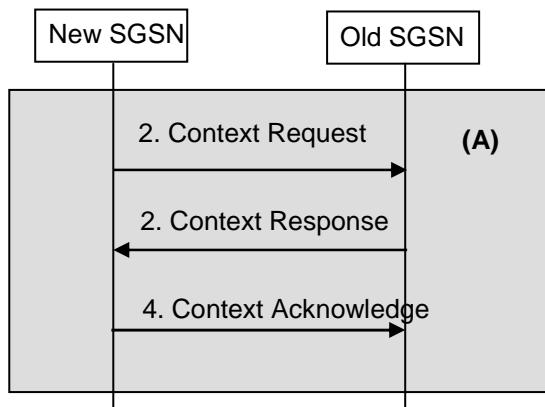 New SGSN
Old SGSN
2. Context Request
(A)
2. Context Response
4. Context Acknowledge